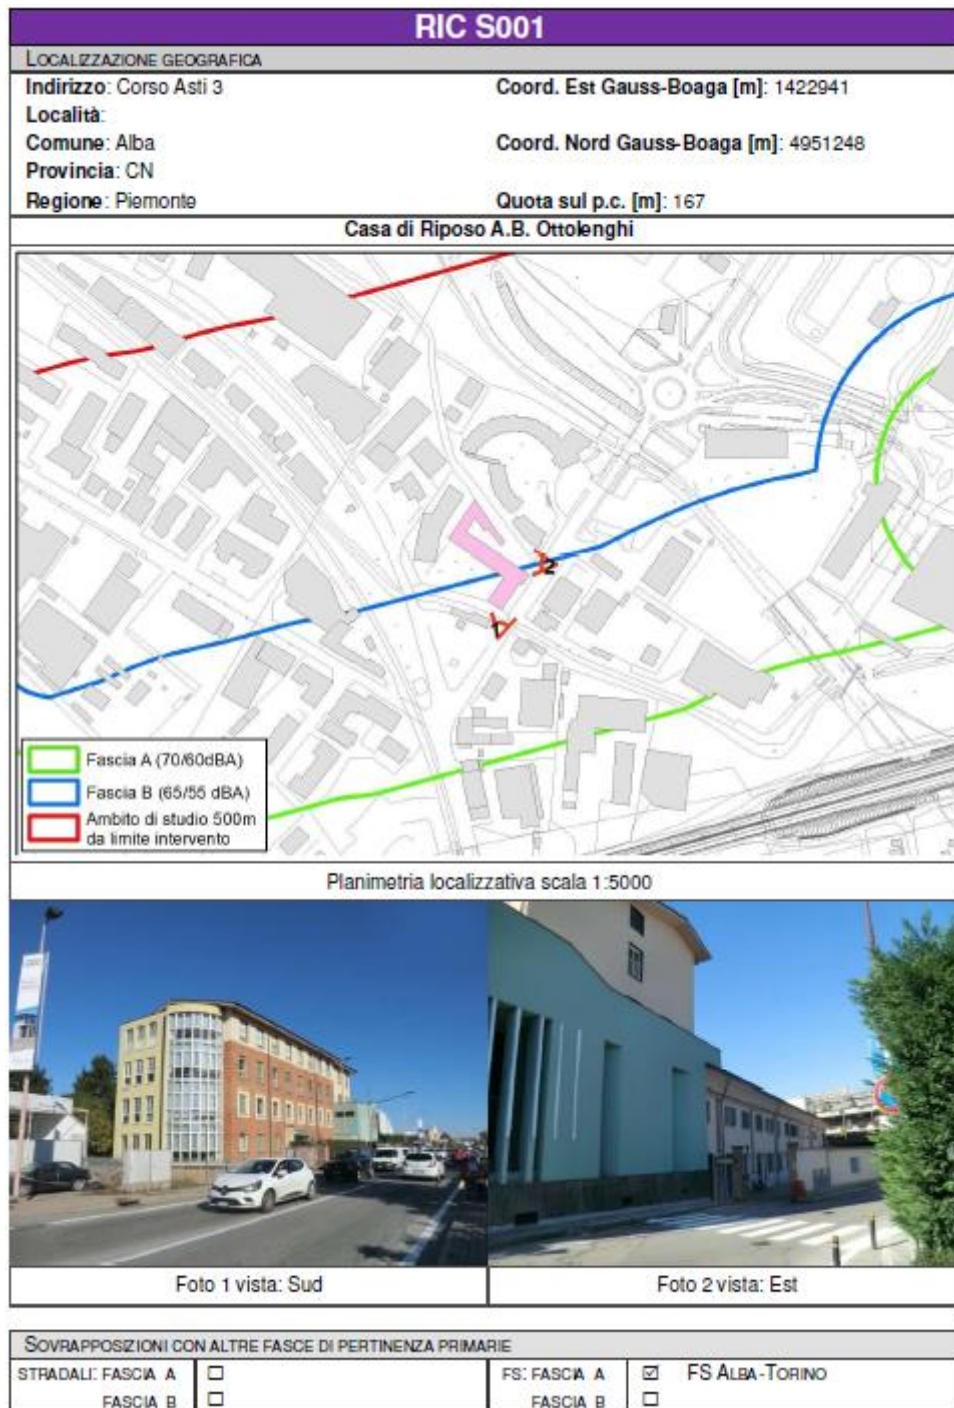 RIC S001
LOCALIZZAZIONE GEOGRAFICA
Indirizzo: Corso Asti 3
Coord. Est Gauss-Boaga [m]: 1422941
Località:
Comune: Alba
Coord. Nord Gauss-Boaga [m]: 4951248
Provincia: CN
Regione: Piemonte
Quota sul p.c. [m]: 167
Casa di Riposo A.B. Ottolenghi
2
1
Fascia A (70/60dBA)
Fascia B (65/55 dBA)
Ambito di studio 500m
da limite intervento
Planimetria localizzativa scala 1:5000
Foto 1 vista: Sud
Foto 2 vista: Est
SOVRAPPOSIZIONI CON ALTRE FASCE DI PERTINENZA PRIMARIE
STRADALI: FASCIA A ☐
FS: FASCIA A ☑ FS ALBA-TORINO
FASCIA B ☐
FASCIA B ☐